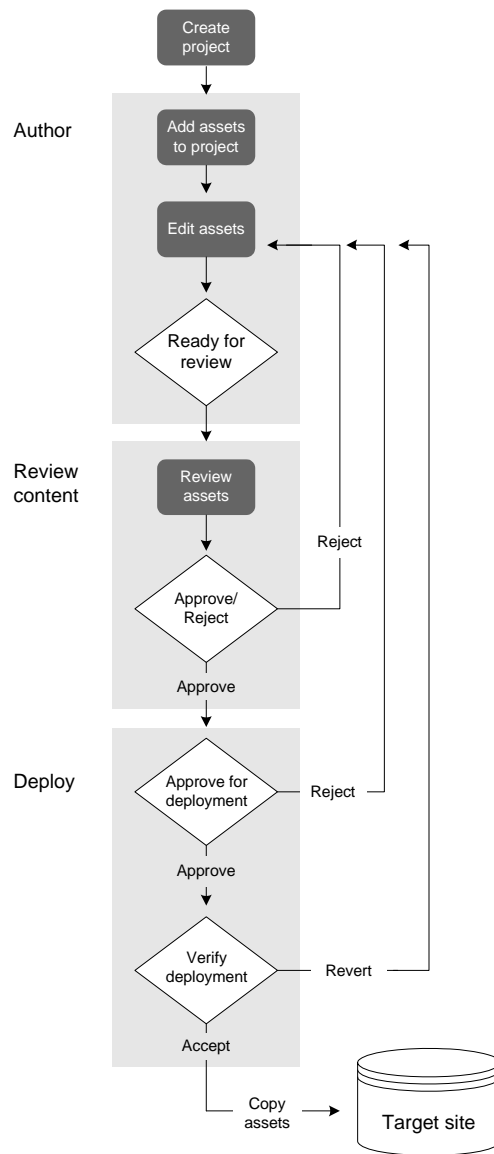 Create
project
Author
Add assets
to project
Edit assets
Ready for
review
Review
content
Review
assets
Reject
Approve/
Reject
Approve
Deploy
Approve for
deployment
Reject
Approve
Verify
deployment
Revert
Accept
Copy
assets
Target site